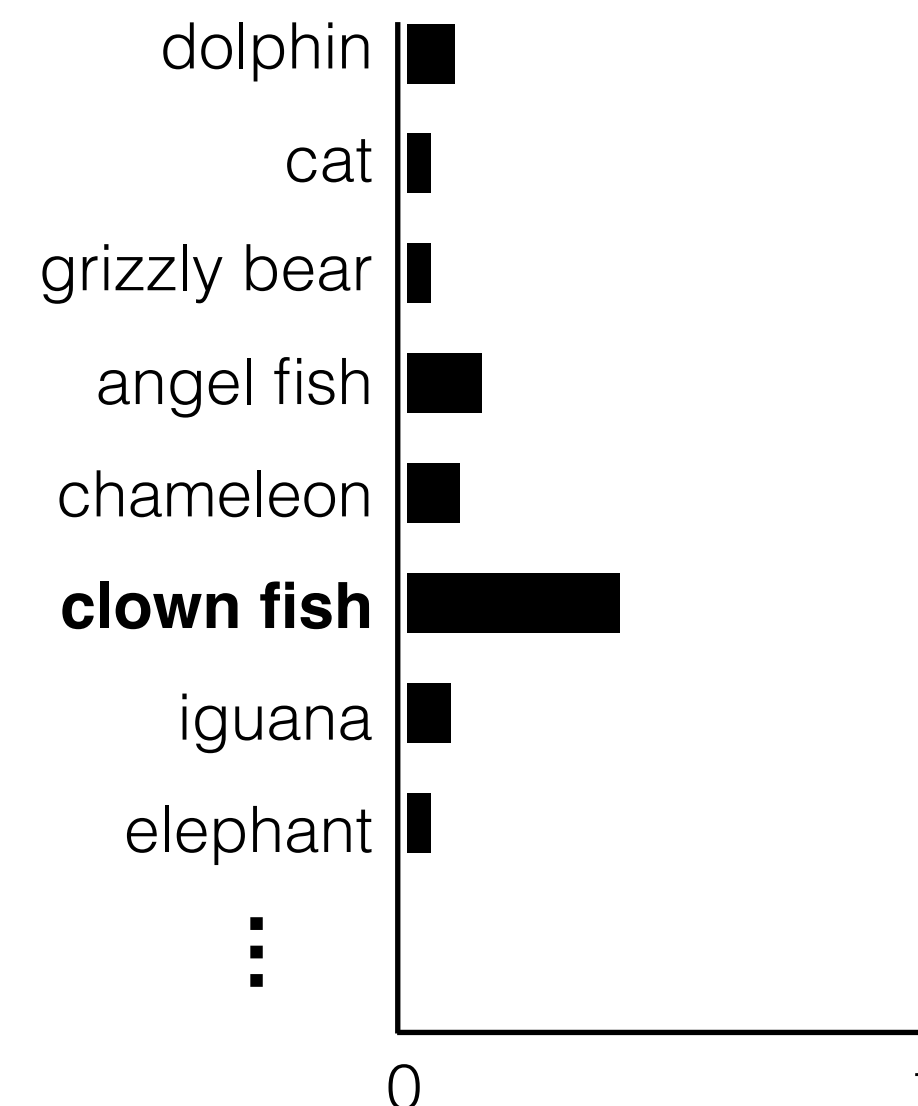 dolphin
cat
grizzly bear
angel fish
chameleon
clown fish
iguana
elephant
⋮
0